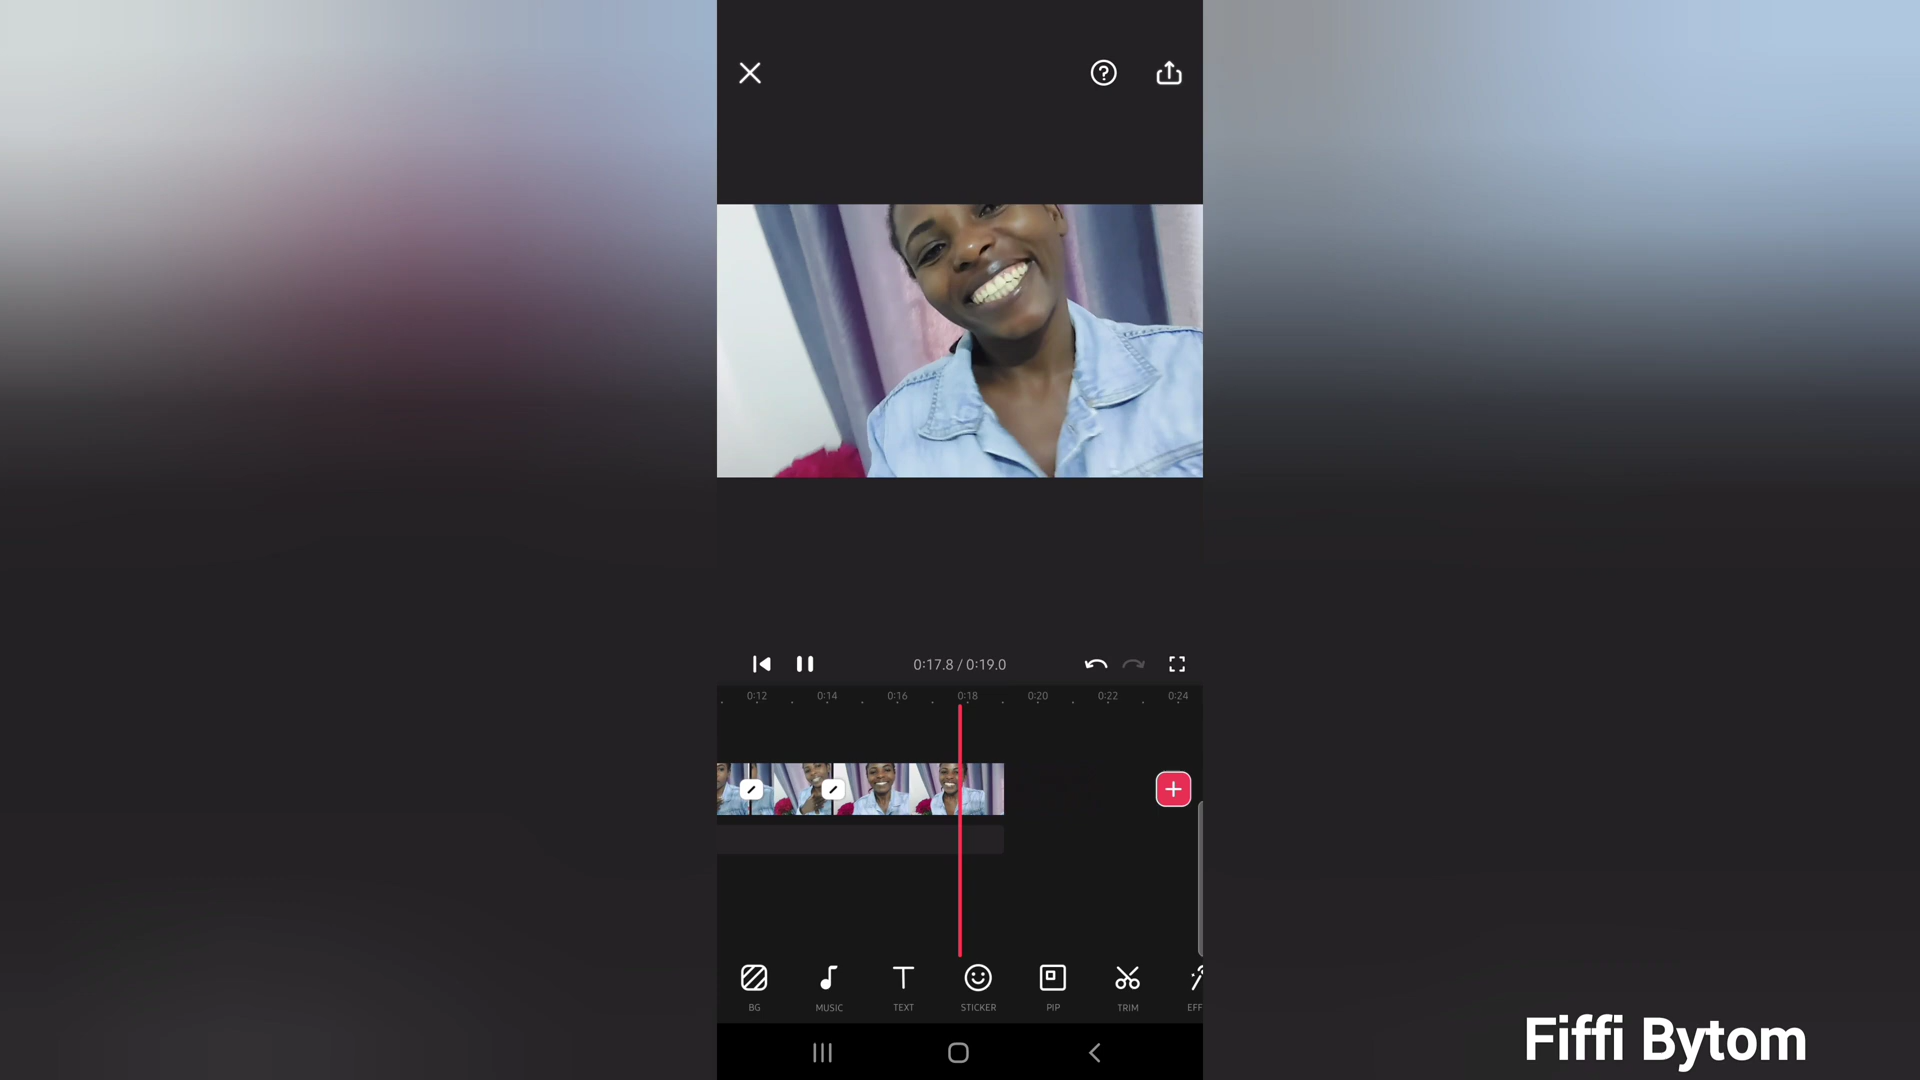 0:17.8 / 0:19.0
0:12 0:14 0:16 0:18 0:20 0:22 0:24
BG MUSIC TEXT STICKER PIP TRIM EFF
Fiffi Bytom